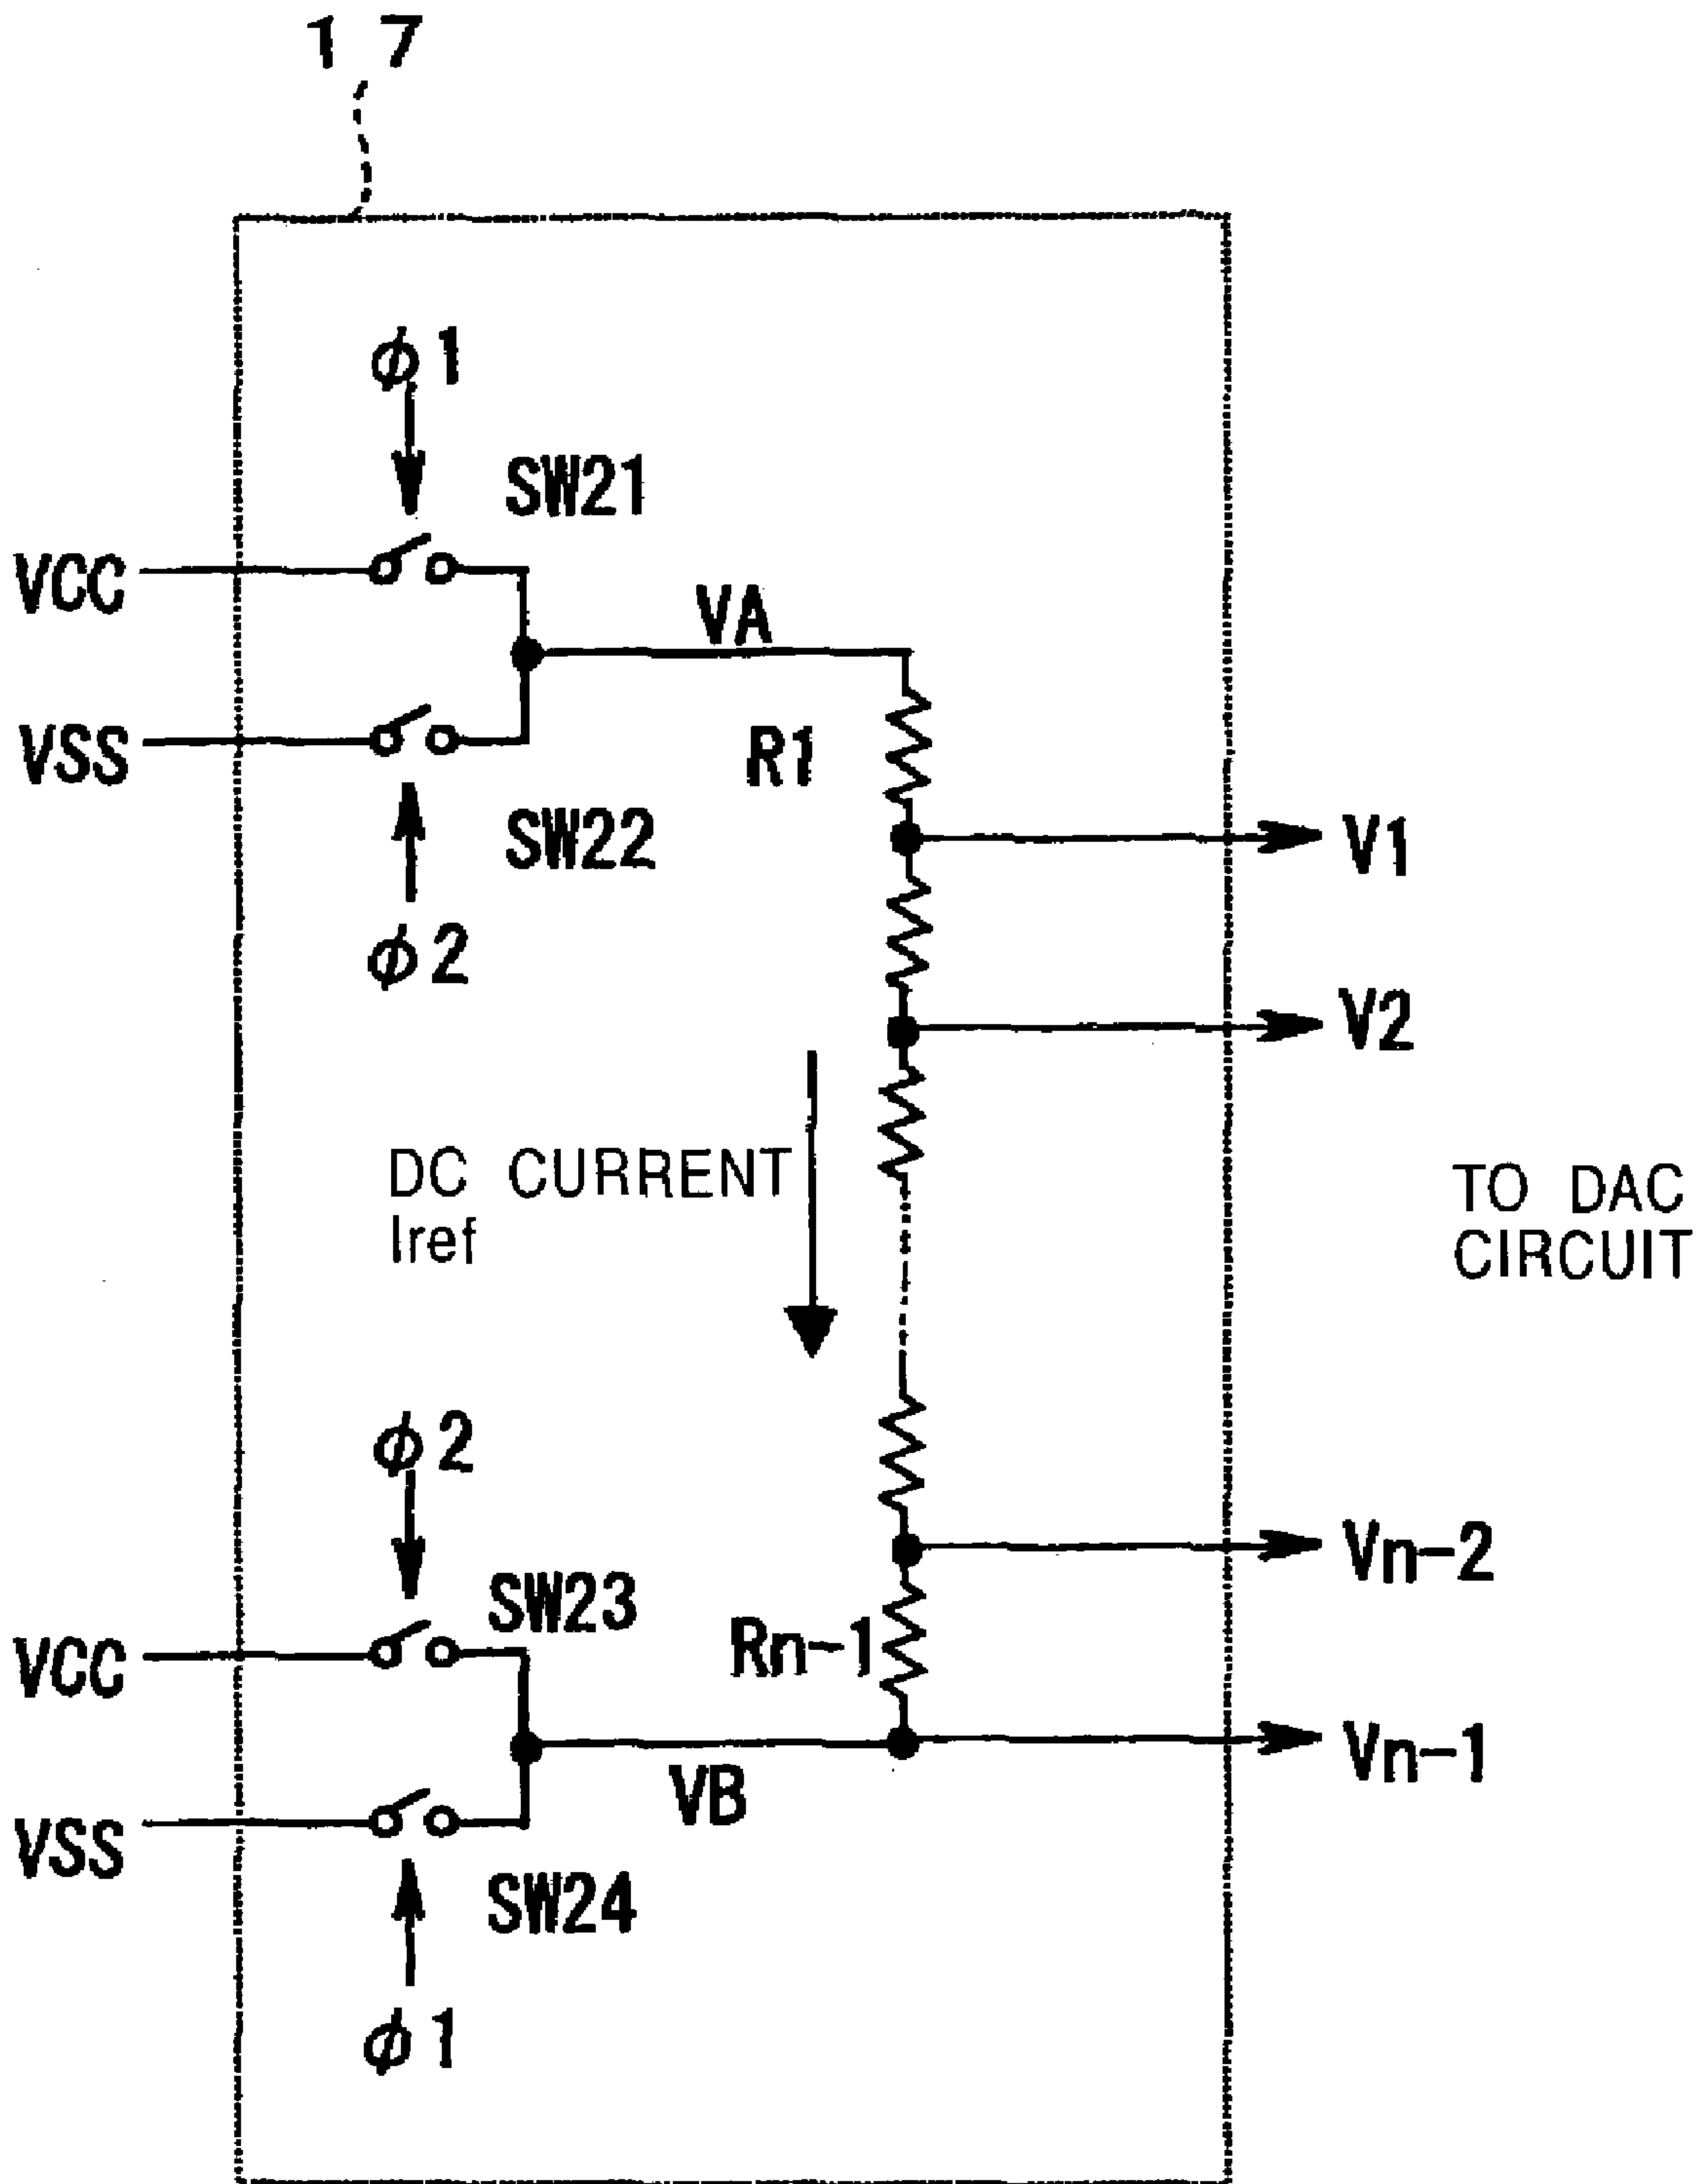 17
φ1
SW21
VCC
VA
VSS
R1
SW22
V1
φ2
V2
DC CURRENT
Iref
TO DAC
CIRCUIT
φ2
SW23
Vn-2
VCC
Rn-1
Vn-1
VB
VSS
SW24
φ1